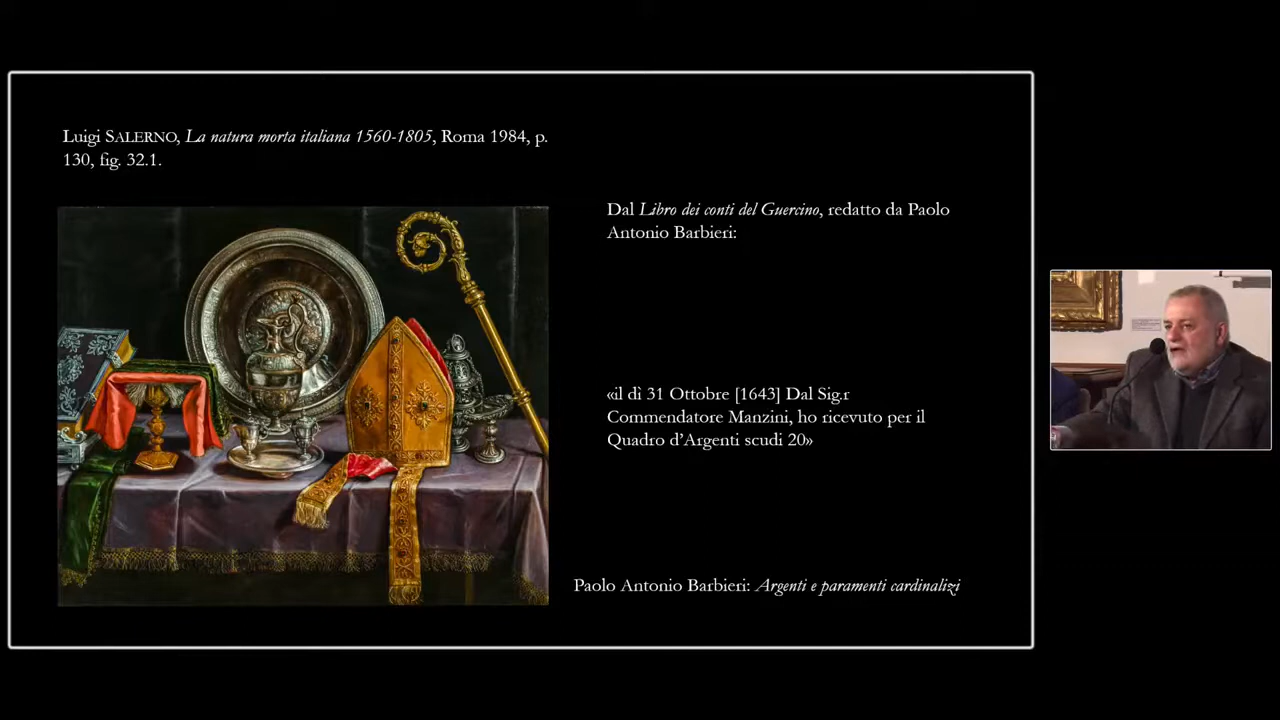 Luigi SALERNO, La natura morta italiana 1560-1805, Roma 1984, p.
130, fig. 32.1.
Dal Libro dei conti del Guercino, redatto da Paolo
Antonio Barbieri:
«il dì 31 Ottobre [1643] Dal Sig.r
Commendatore Manzini, ho ricevuto per il
Quadro d’Argenti scudi 20»
Paolo Antonio Barbieri: Argenti e paramenti cardinalizi